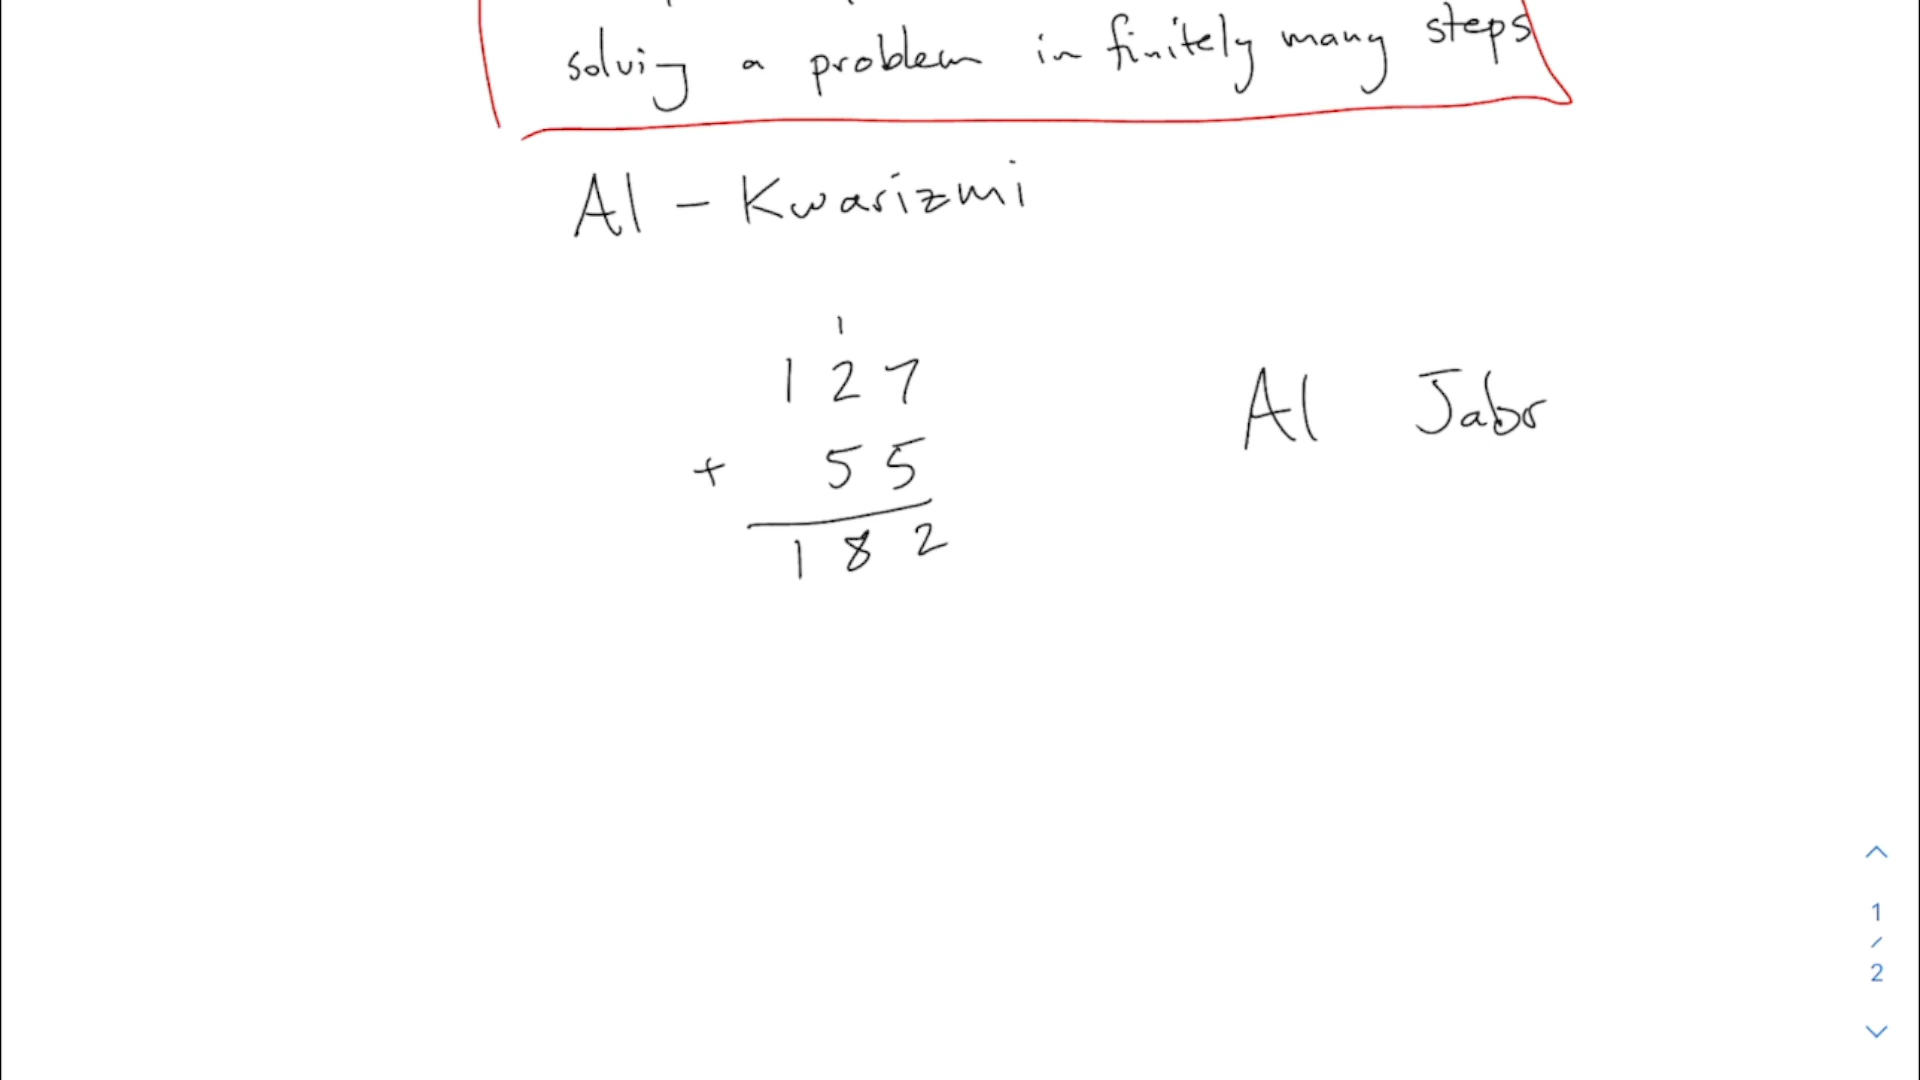 solving a problem in finitely many steps
Al - Kwarizmi
1
127
Al Jabr
+ 55
182
1
/
2